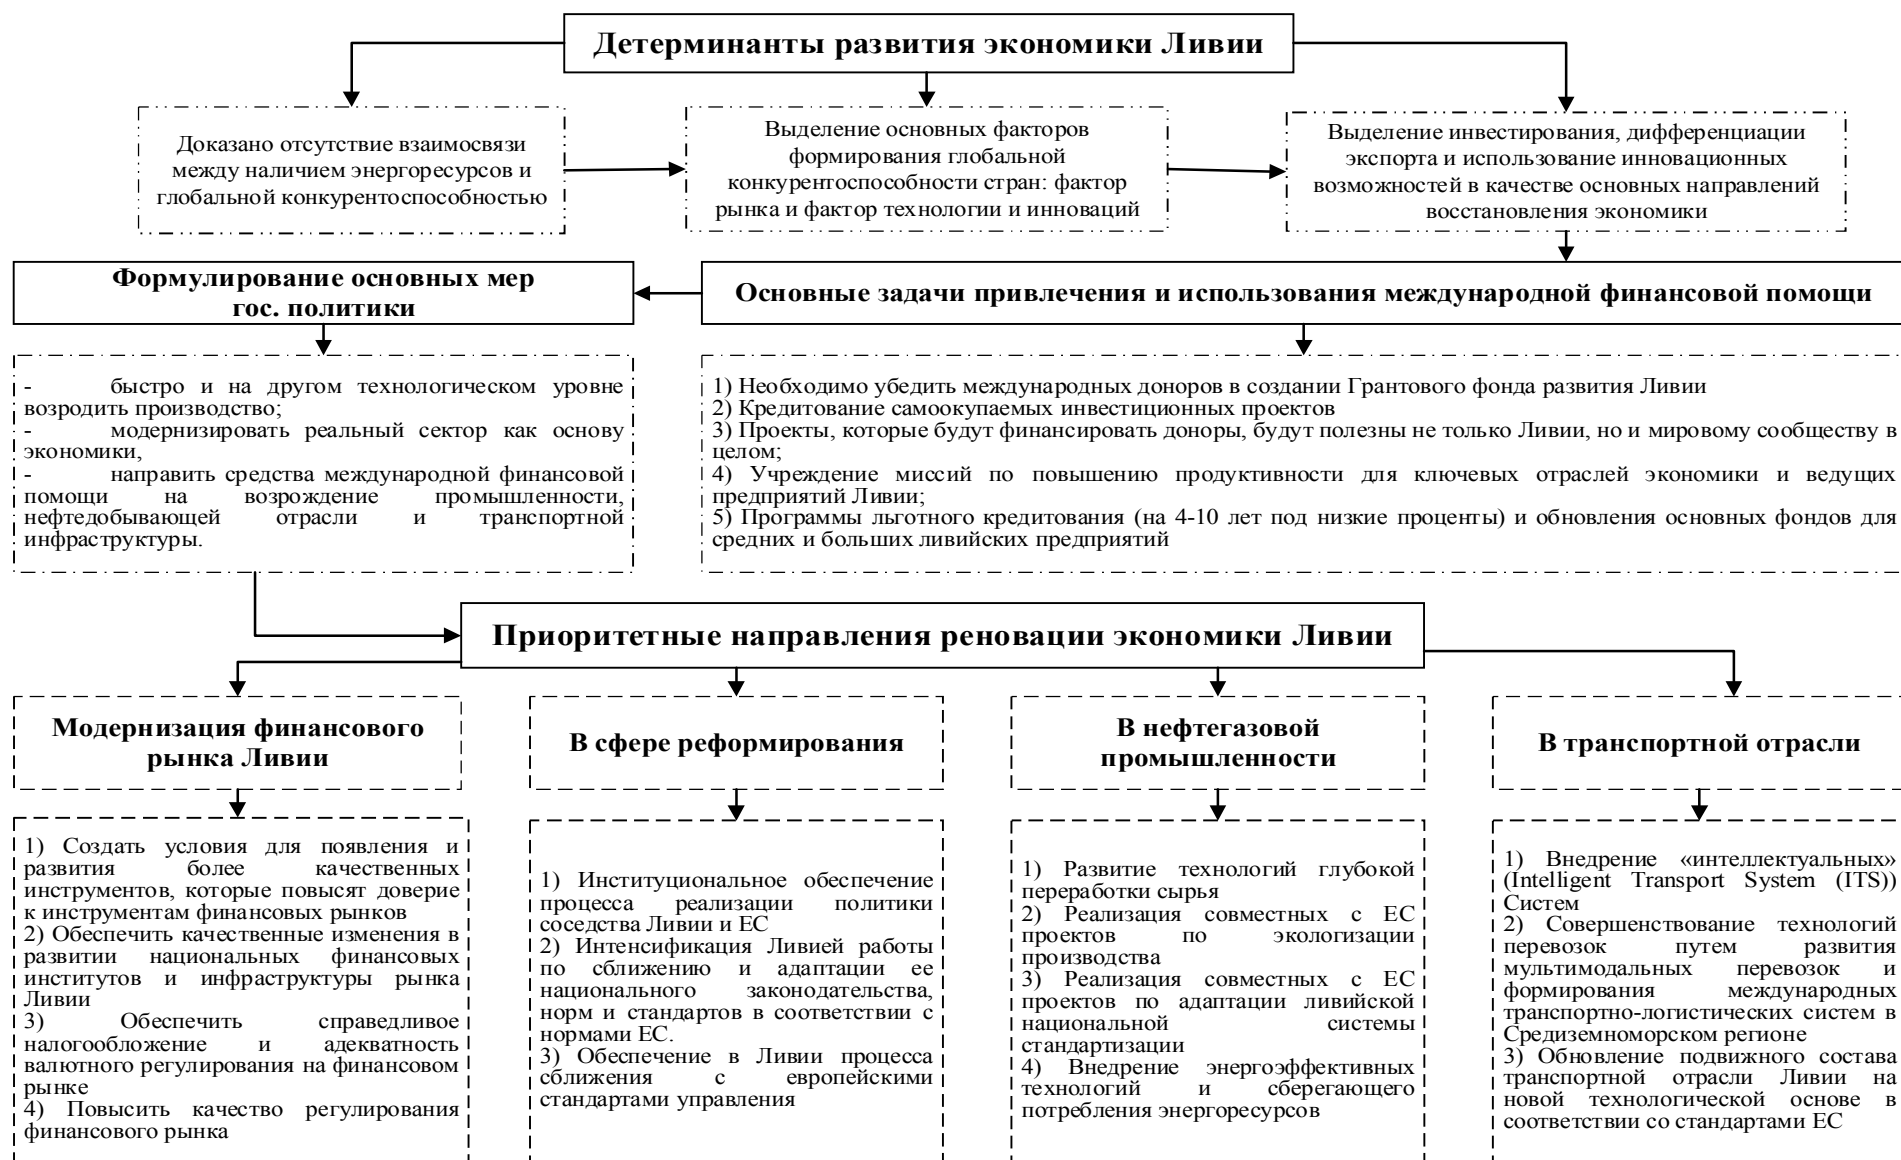 Детерминанты развития экономики Ливии
Доказано отсутствие взаимосвязи
между наличием энергоресурсов и
глобальной конкурентоспособностью
Выделение основных факторов
формирования глобальной
конкурентоспособности стран: фактор
рынка и фактор технологии и инноваций
Выделение инвестирования, дифференциации
экспорта и использование инновационных
возможностей в качестве основных направлений
восстановления экономики
Формулирование основных мер
гос. политики
Основные задачи привлечения и использования международной финансовой помощи
- быстро и на другом технологическом уровне
возродить производство;
- модернизировать реальный сектор как основу
экономики,
- направить средства международной финансовой
помощи на возрождение промышленности,
нефтедобывающей отрасли и транспортной
инфраструктуры.
1) Необходимо убедить международных доноров в создании Грантового фонда развития Ливии
2) Кредитование самоокупаемых инвестиционных проектов
3) Проекты, которые будут финансировать доноры, будут полезны не только Ливии, но и мировому сообществу в
целом;
4) Учреждение миссий по повышению продуктивности для ключевых отраслей экономики и ведущих
предприятий Ливии;
5) Программы льготного кредитования (на 4-10 лет под низкие проценты) и обновления основных фондов для
средних и больших ливийских предприятий
Приоритетные направления реновации экономики Ливии
Модернизация финансового
рынка Ливии
В сфере реформирования
В нефтегазовой
промышленности
В транспортной отрасли
1) Создать условия для появления и
развития более качественных
инструментов, которые повысят доверие
к инструментам финансовых рынков
2) Обеспечить качественные изменения в
развитии национальных финансовых
институтов и инфраструктуры рынка
Ливии
3) Обеспечить справедливое
налогообложение и адекватность
валютного регулирования на финансовом
рынке
4) Повысить качество регулирования
финансового рынка
1) Институциональное обеспечение
процесса реализации политики
соседства Ливии и ЕС
2) Интенсификация Ливией работы
по сближению и адаптации ее
национального законодательства,
норм и стандартов в соответствии с
нормами ЕС.
3) Обеспечение в Ливии процесса
сближения с европейскими
стандартами управления
1) Развитие технологий глубокой
переработки сырья
2) Реализация совместных с ЕС
проектов по экологизации
производства
3) Реализация совместных с ЕС
проектов по адаптации ливийской
национальной системы
стандартизации
4) Внедрение энергоэффективных
технологий и сберегающего
потребления энергоресурсов
1) Внедрение «интеллектуальных»
(Intelligent Transport System (ITS))
Систем
2) Совершенствование технологий
перевозок путем развития
мультимодальных перевозок и
формирования международных
транспортно-логистических систем в
Средиземноморском регионе
3) Обновление подвижного состава
транспортной отрасли Ливии на
новой технологической основе в
соответствии со стандартами ЕС